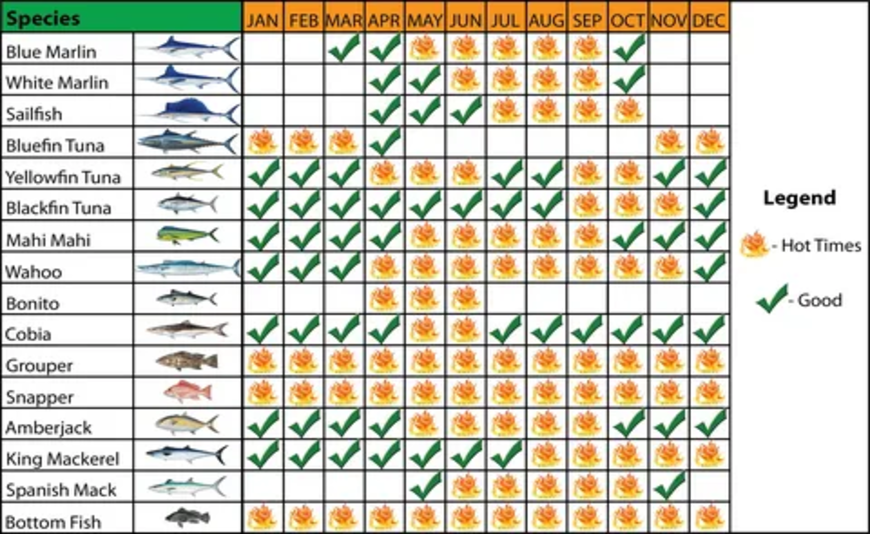 Species JAN FEB MAR APR MAY JUN JUL AUG SEP OCT NOV DEC
Blue Marlin
White Marlin
Sailfish
Bluefin Tuna
Yellowfin Tuna
Blackfin Tuna
Mahi Mahi
Wahoo
Bonito
Cobia
Grouper
Snapper
Amberjack
King Mackerel
Spanish Mack
Bottom Fish
Legend
- Hot Times
- Good